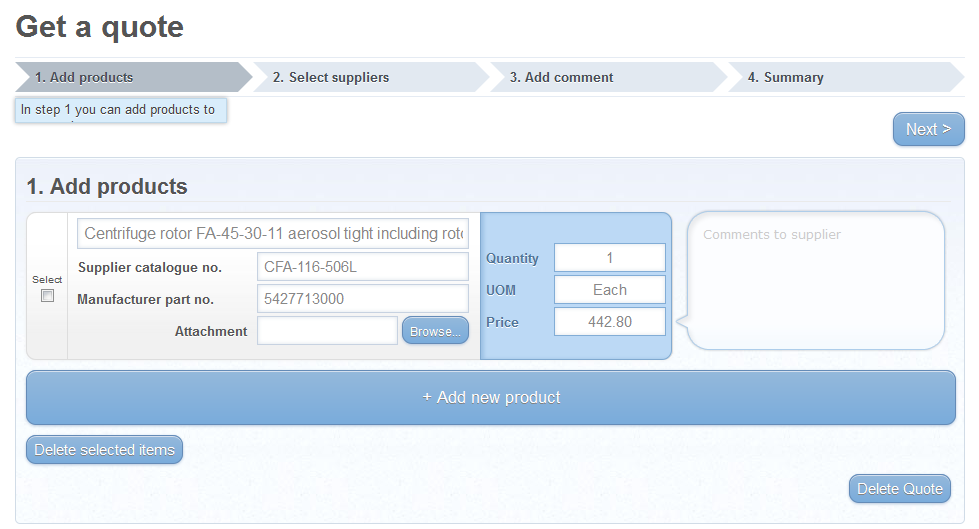 Get a quote
1. Add products
2. Select suppliers
3. Add comment
4. Summary
In step 1 you can add products to
Next >
1. Add products
Select
Centrifuge rotor FA-45-30-11 aerosol tight including
Supplier catalogue no.
CFA-116-506L
Manufacturer part no.
5427713000
Attachment
Browse...
Quantity
1
UOM
Each
Price
442.80
Comments to supplier
+ Add new product
Delete selected items
Delete Quote